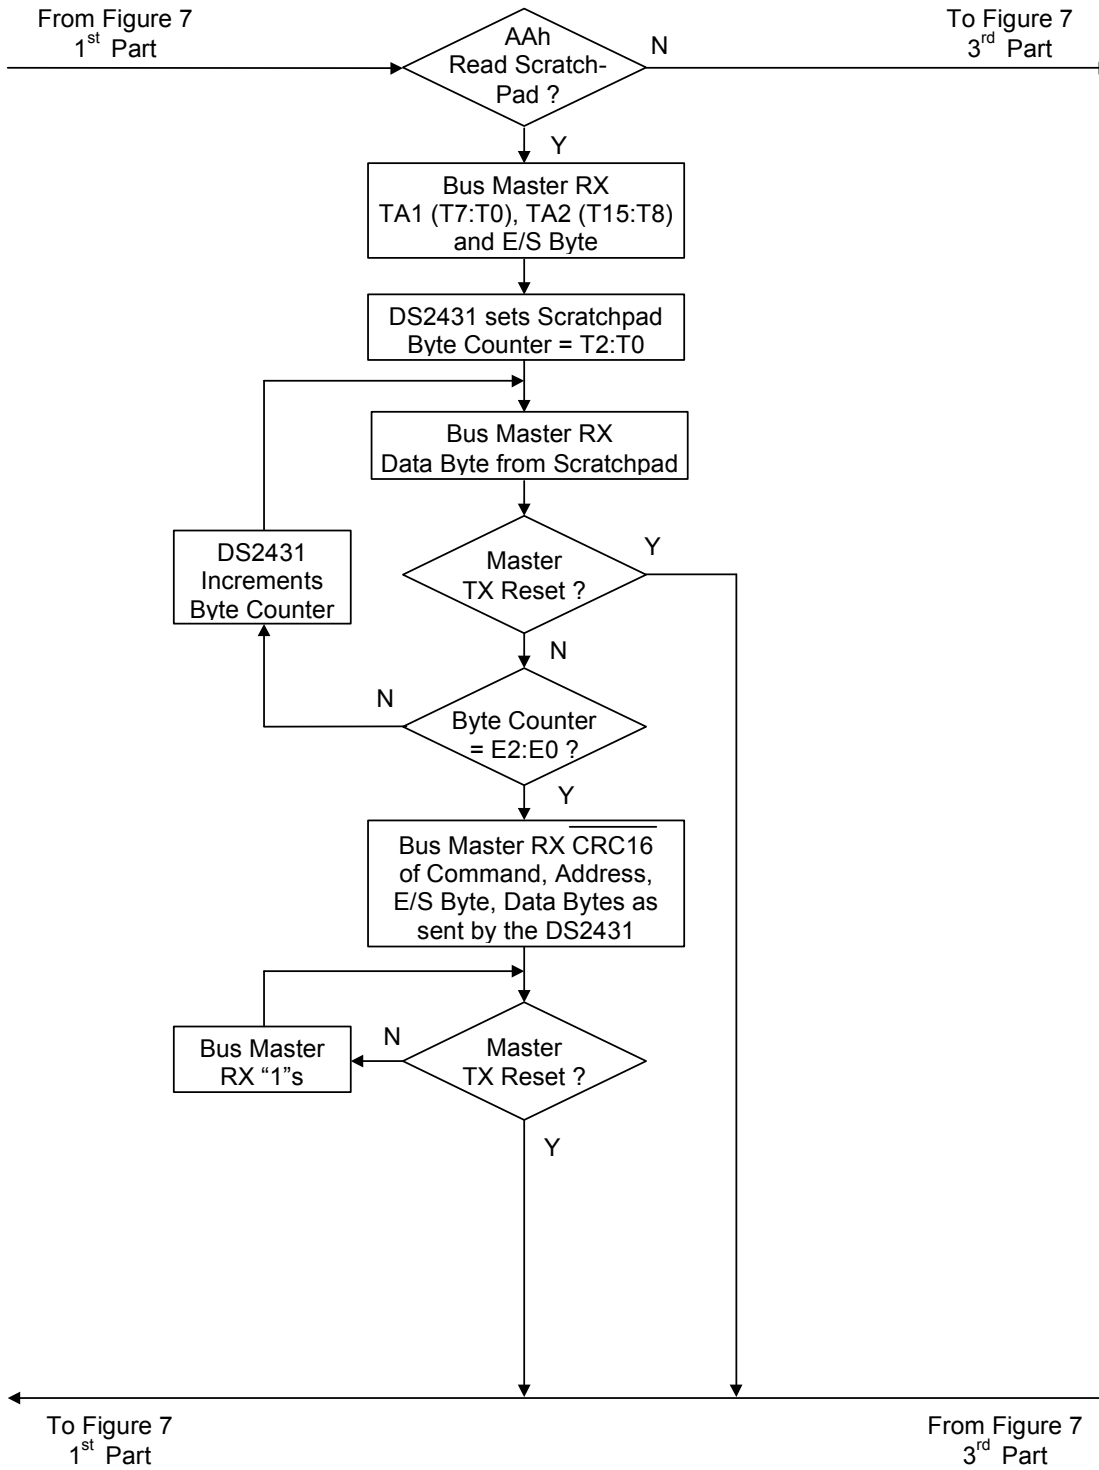 From Figure 7
1st Part
To Figure 7
3rd Part
AAh
Read Scratch-
Pad ?
N
Y
Bus Master RX
TA1 (T7:T0), TA2 (T15:T8)
and E/S Byte
DS2431 sets Scratchpad
Byte Counter = T2:T0
Bus Master RX
Data Byte from Scratchpad
DS2431
Increments
Byte Counter
Master
TX Reset ?
Y
N
N
Byte Counter
= E2:E0 ?
Y
Bus Master RX CRC16
of Command, Address,
E/S Byte, Data Bytes as
sent by the DS2431
Bus Master
RX “1”s
N
Master
TX Reset ?
Y
To Figure 7
1st Part
From Figure 7
3rd Part